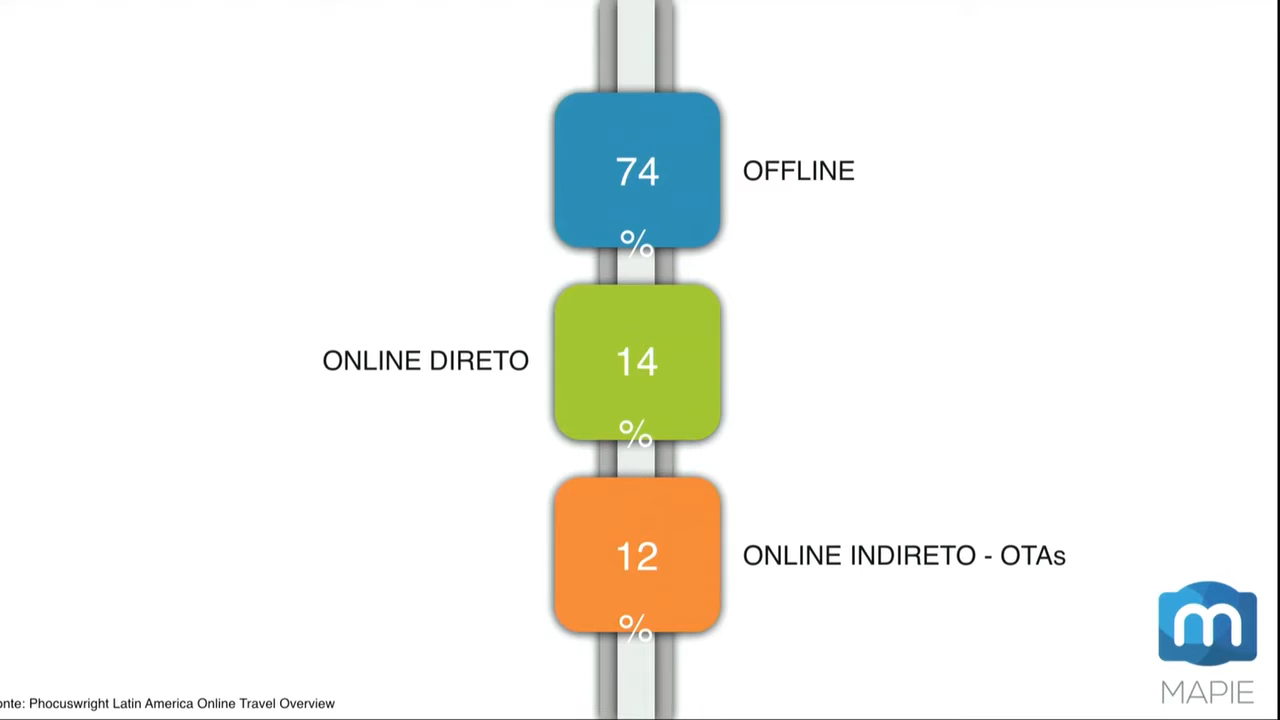 74
%
OFFLINE
ONLINE DIRETO
14
%
12
%
ONLINE INDIRETO - OTAs
m
MAPIE
onte: Phocuswright Latin America Online Travel Overview